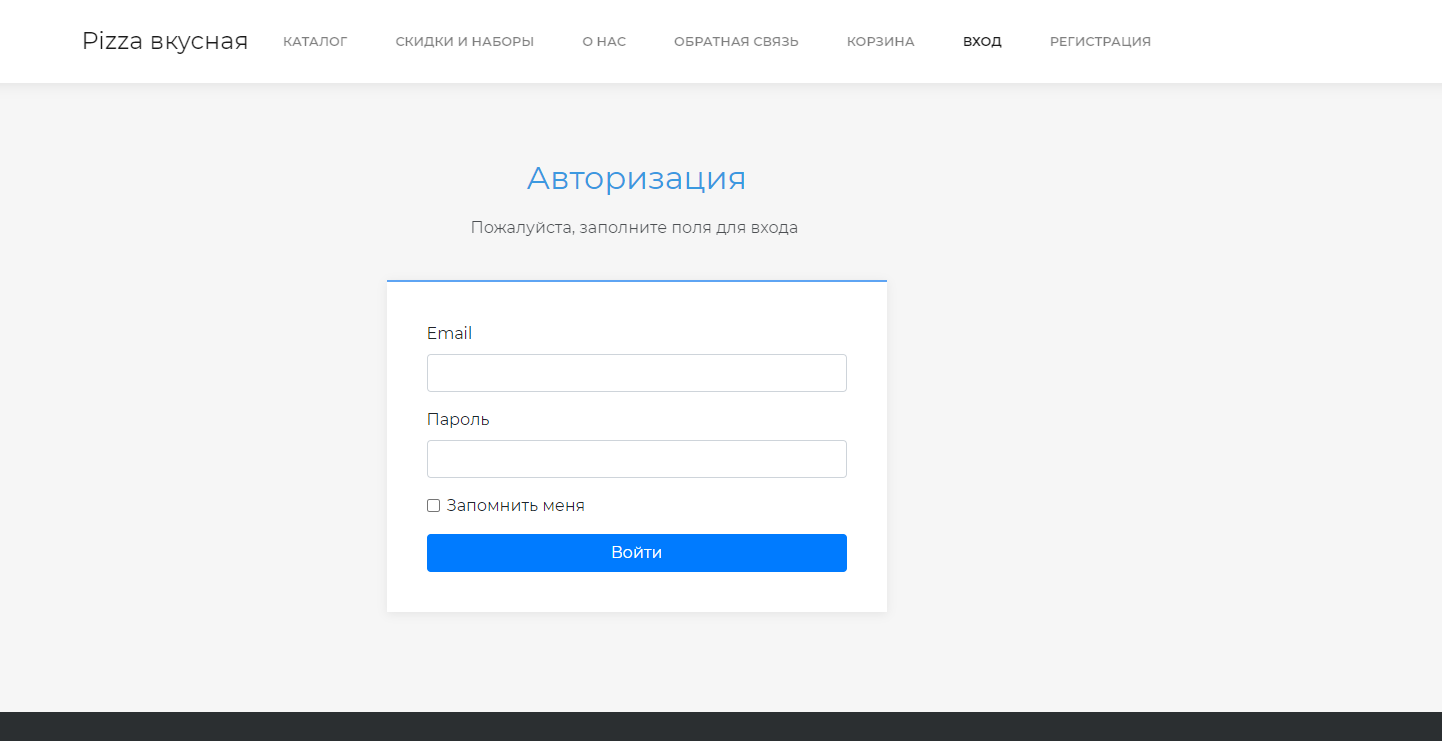 Pizza вкусная КАТАЛОГ СКИДКИ И НАБОРЫ О НАС ОБРАТНАЯ СВЯЗЬ КОРЗИНА ВХОД РЕГИСТРАЦИЯ
Авторизация
Пожалуйста, заполните поля для входа
Email
Пароль
Запомнить меня
Войти